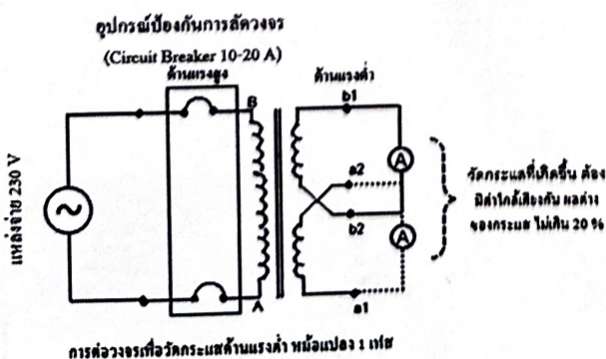 อุปกรณ์ป้องกันการลัดวงจร
(Circuit Breaker 10-20 A)
ด้านแรงสูง
ด้านแรงต่ำ
B
b1
A
a2
b2
A
a1
A
แหล่งจ่าย 230 V
วัดกระแสที่เกิดขึ้น ต้อง
มีค่าใกล้เคียงกัน ผลต่าง
ของกระแส ไม่เกิน 20 %
การต่อวงจรเพื่อวัดกระแสด้านแรงต่ำ หม้อแปลง 1 เฟส